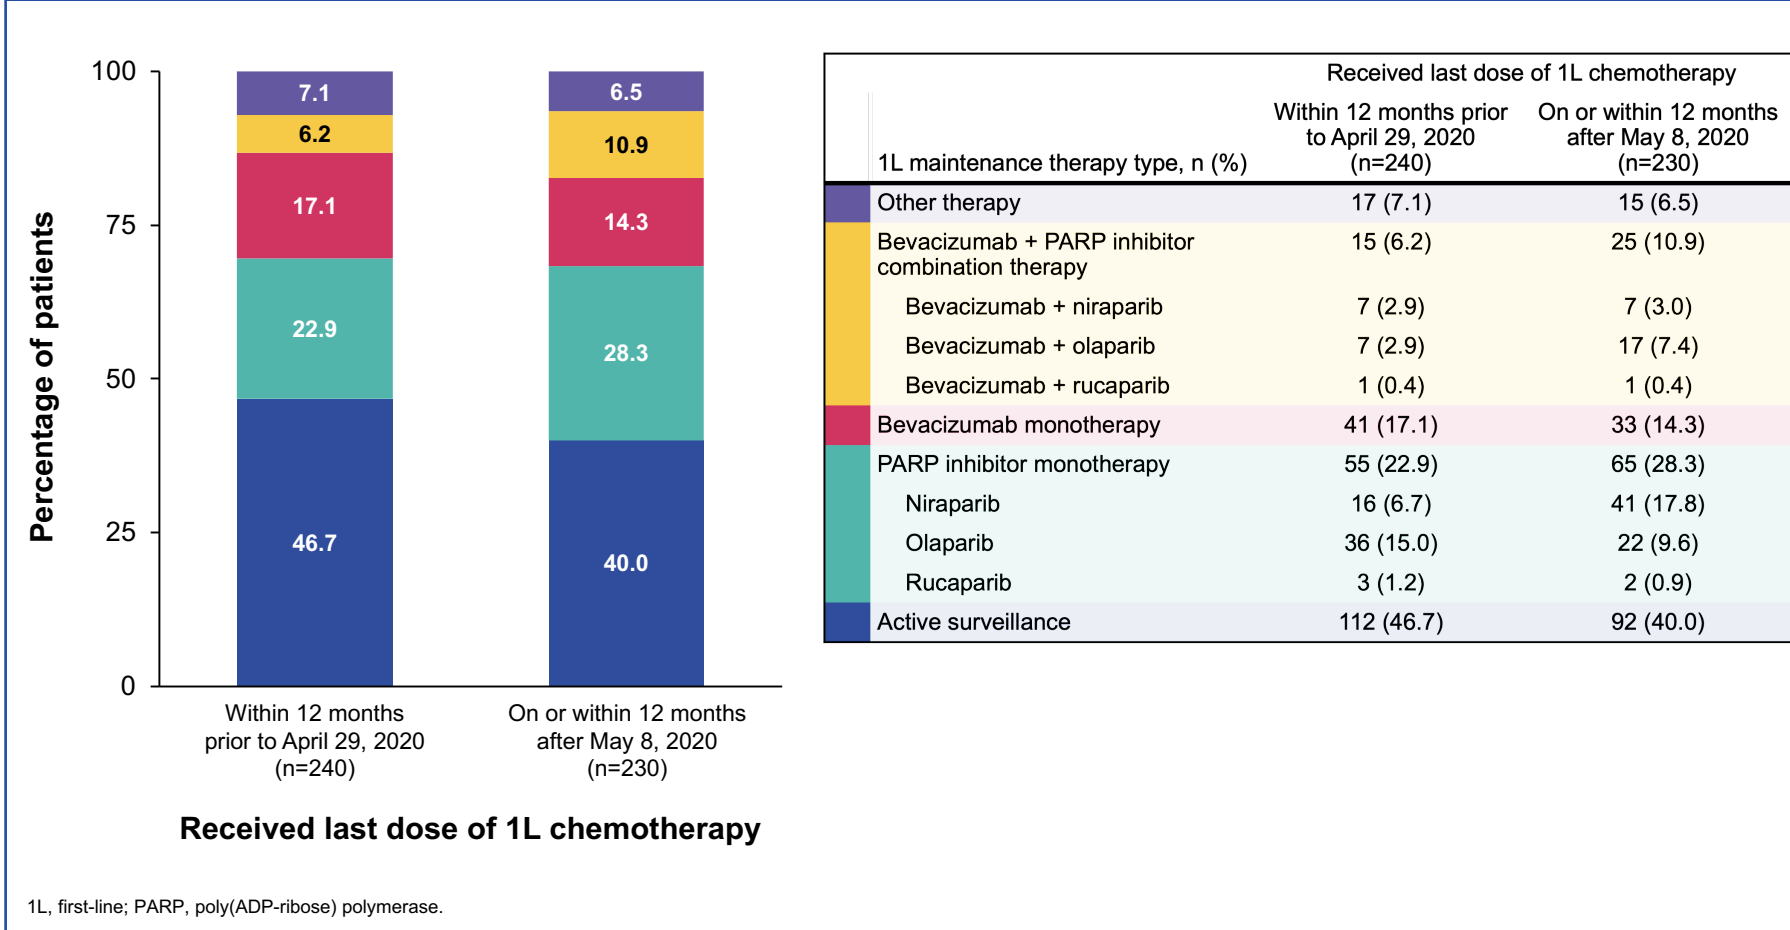 Percentage of patients
100
75
50
25
0
7.1
6.2
17.1
22.9
46.7
6.5
10.9
14.3
28.3
40.0
Within 12 months
prior to April 29, 2020
(n=240)
On or within 12 months
after May 8, 2020
(n=230)
Received last dose of 1L chemotherapy
Received last dose of 1L chemotherapy
1L maintenance therapy type, n (%)
Within 12 months prior
to April 29, 2020
(n=240)
On or within 12 months
after May 8, 2020
(n=230)
Other therapy 17 (7.1) 15 (6.5)
Bevacizumab + PARP inhibitor 15 (6.2) 25 (10.9)
combination therapy
Bevacizumab + niraparib 7 (2.9) 7 (3.0)
Bevacizumab + olaparib 7 (2.9) 17 (7.4)
Bevacizumab + rucaparib 1 (0.4) 1 (0.4)
Bevacizumab monotherapy 41 (17.1) 33 (14.3)
PARP inhibitor monotherapy 55 (22.9) 65 (28.3)
Niraparib 16 (6.7) 41 (17.8)
Olaparib 36 (15.0) 22 (9.6)
Rucaparib 3 (1.2) 2 (0.9)
Active surveillance 112 (46.7) 92 (40.0)
1L, first-line; PARP, poly(ADP-ribose) polymerase.